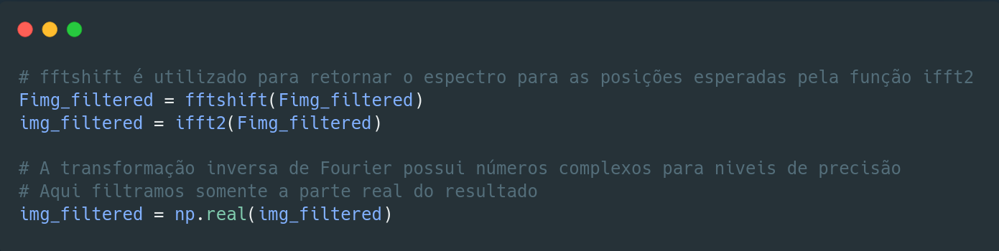 # fftshift é utilizado para retornar o espectro para as posições esperadas pela função ifft2
Fimg_filtered = fftshift(Fimg_filtered)
img_filtered = ifft2(Fimg_filtered)
# A transformação inversa de Fourier possui números complexos para niveis de precisão
# Aqui filtramos somente a parte real do resultado
img_filtered = np.real(img_filtered)